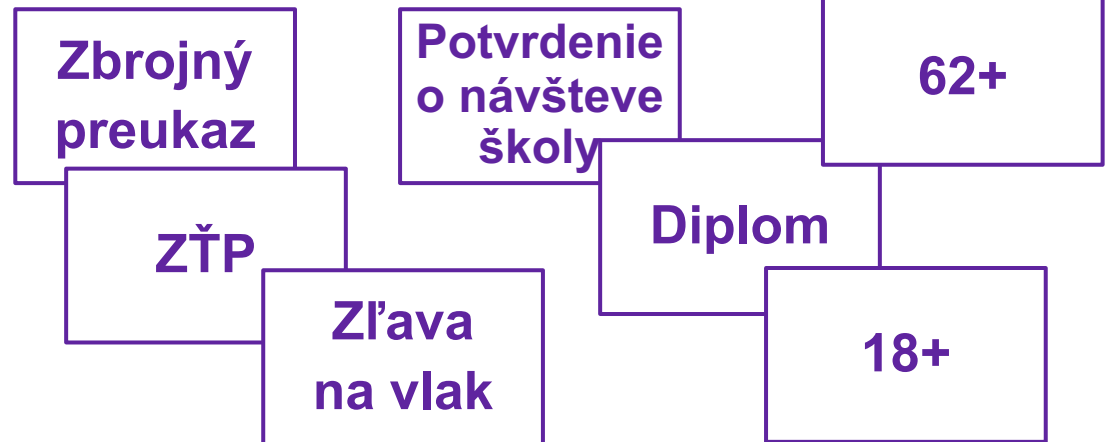 Zbrojný
preukaz
Potvrdenie
o návšteve
školy
62+
ZŤP
Diplom
Zľava
na vlak
18+